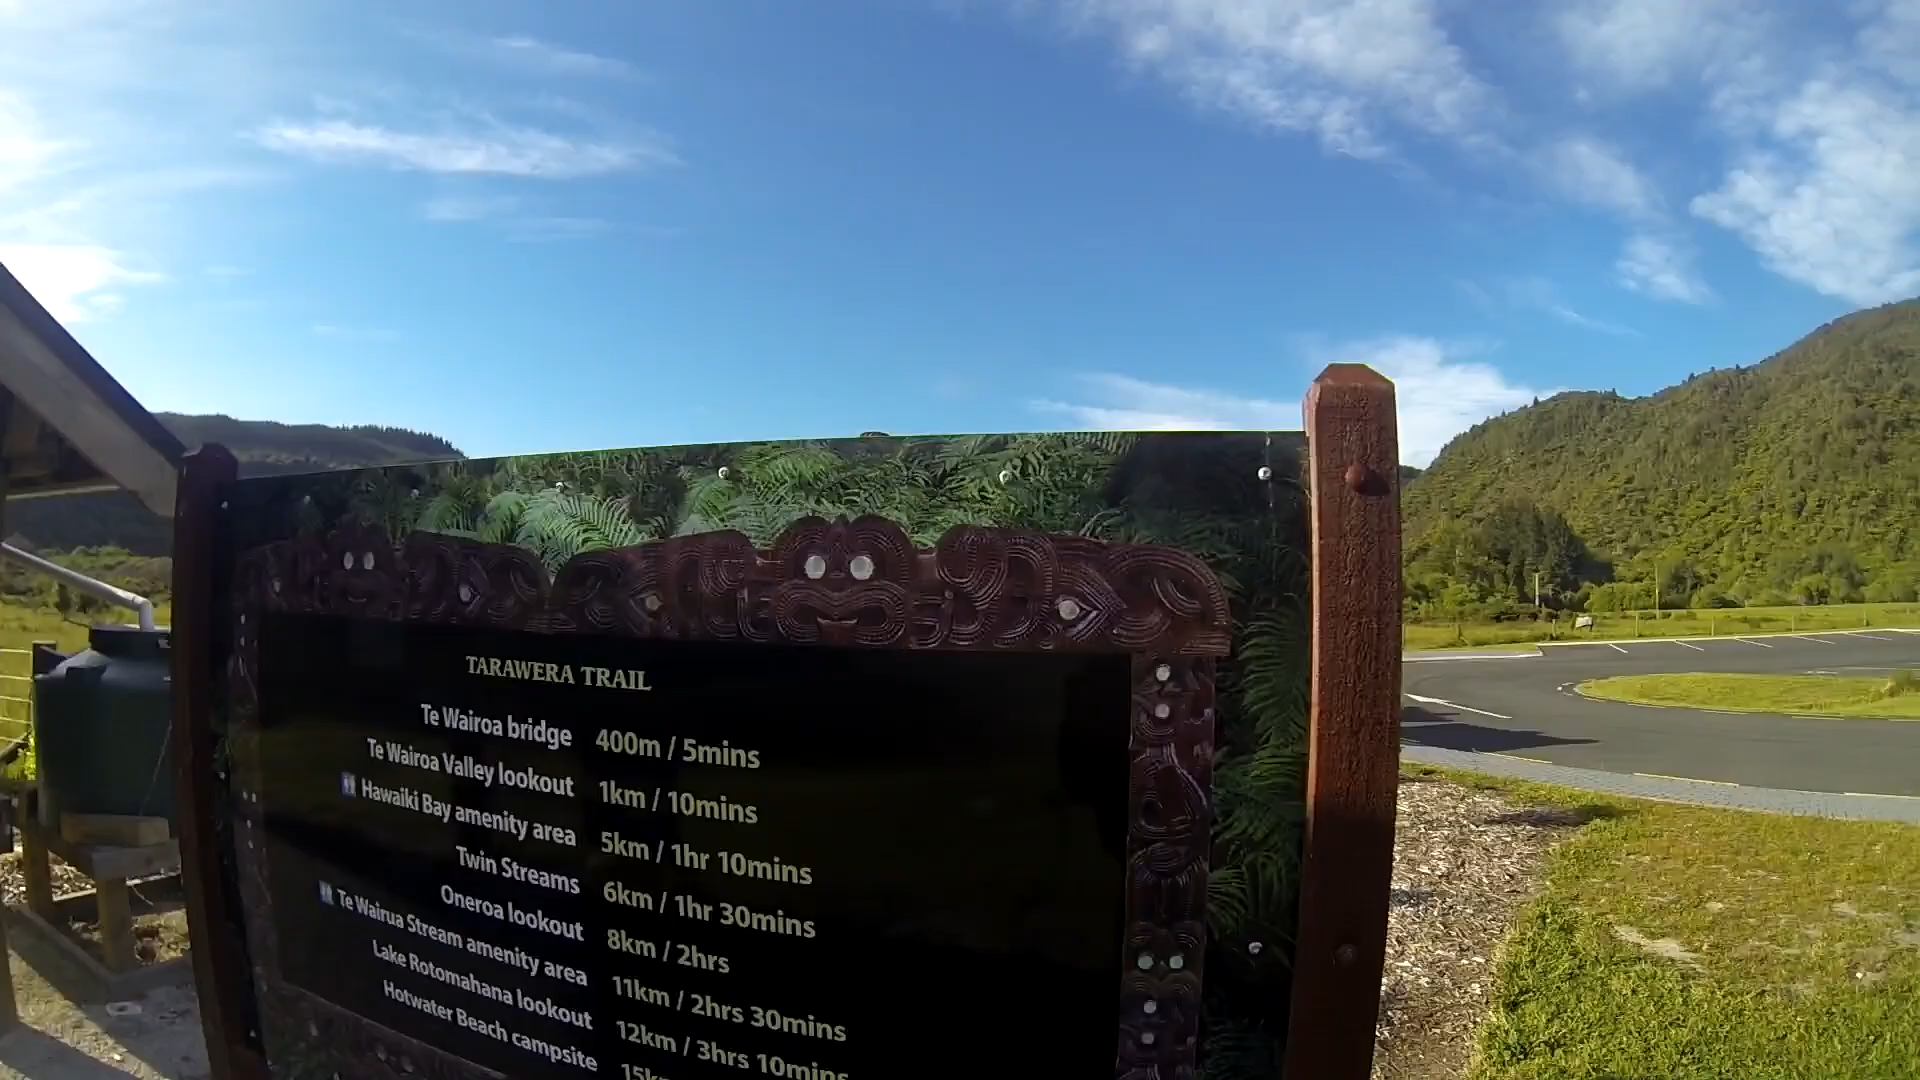 TARAWERA TRAIL
Te Wairoa bridge 400m / 5mins
Te Wairoa Valley lookout 1km / 10mins
Hawaiki Bay amenity area 5km / 1hr 10mins
Twin Streams 6km / 1hr 30mins
Oneroa lookout 8km / 2hrs
Te Wairua Stream amenity area 11km / 2hrs 30mins
Lake Rotomahana lookout 12km / 3hrs 10mins
Hotwater Beach campsite